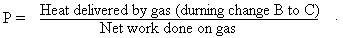 P = Heat delivered by gas (durning change B to C)
Net work done on gas .